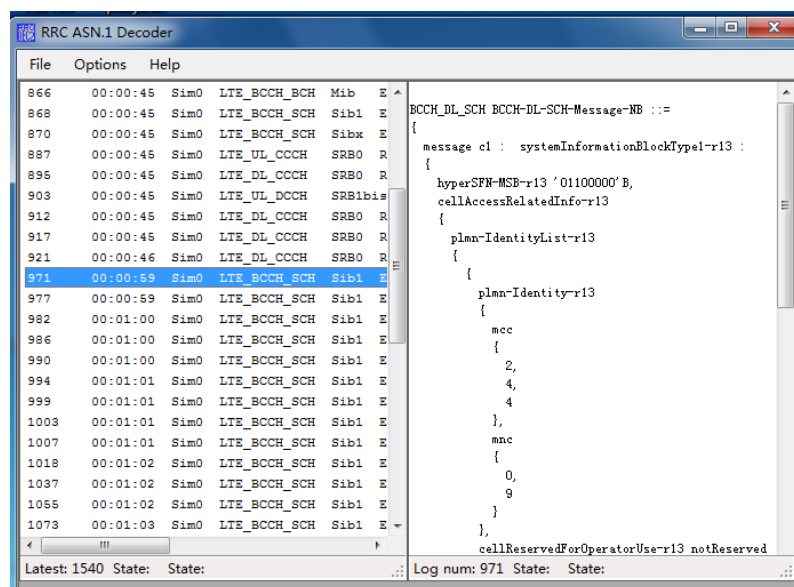 RRC ASN.1 Decoder
File Options Help
866 00:00:45 Sim0 LTE_BCCH_BCH Mib E
868 00:00:45 Sim0 LTE_BCCH_SCH Sib1 E
870 00:00:45 Sim0 LTE_BCCH_SCH Sibx E
887 00:00:45 Sim0 LTE_UL_CCCH SRB0 R
895 00:00:45 Sim0 LTE_DL_CCCH SRB0 R
903 00:00:45 Sim0 LTE_UL_DCCH SRB1bis
912 00:00:45 Sim0 LTE_DL_CCCH SRB0 R
917 00:00:45 Sim0 LTE_DL_CCCH SRB0 R
921 00:00:46 Sim0 LTE_DL_CCCH SRB0 R
971 00:00:59 Sim0 LTE_BCCH_SCH Sib1 E
977 00:00:59 Sim0 LTE_BCCH_SCH Sib1 E
982 00:01:00 Sim0 LTE_BCCH_SCH Sib1 E
986 00:01:00 Sim0 LTE_BCCH_SCH Sib1 E
990 00:01:00 Sim0 LTE_BCCH_SCH Sib1 E
994 00:01:01 Sim0 LTE_BCCH_SCH Sib1 E
999 00:01:01 Sim0 LTE_BCCH_SCH Sib1 E
1003 00:01:01 Sim0 LTE_BCCH_SCH Sib1 E
1007 00:01:01 Sim0 LTE_BCCH_SCH Sib1 E
1018 00:01:02 Sim0 LTE_BCCH_SCH Sib1 E
1037 00:01:02 Sim0 LTE_BCCH_SCH Sib1 E
1055 00:01:02 Sim0 LTE_BCCH_SCH Sib1 E
1073 00:01:03 Sim0 LTE_BCCH_SCH Sib1 E
Latest: 1540 State: State:
BCCH_DL_SCH BCCH-DL-SCH-Message-NB ::=
{
message c1 : systemInformationBlockType1-r13 :
{
hyperSFN-MSB-r13 '01100000'B,
cellAccessRelatedInfo-r13
{
plmn-IdentityList-r13
{
{
plmn-Identity-r13
{
mcc
{
2,
4,
4
},
mnc
{
0,
9
}
},
cellReservedForOperatorUse-r13 notReserved
Log num: 971 State: State: